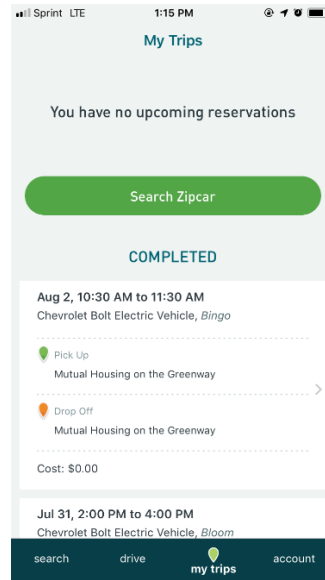 Sprint LTE 1:15 PM
My Trips
You have no upcoming reservations
Search Zipcar
COMPLETED
Aug 2, 10:30 AM to 11:30 AM
Chevrolet Bolt Electric Vehicle, Bingo
Pick Up
Mutual Housing on the Greenway
Drop Off
Mutual Housing on the Greenway
Cost: $0.00
Jul 31, 2:00 PM to 4:00 PM
Chevrolet Bolt Electric Vehicle, Bloom
search drive my trips account